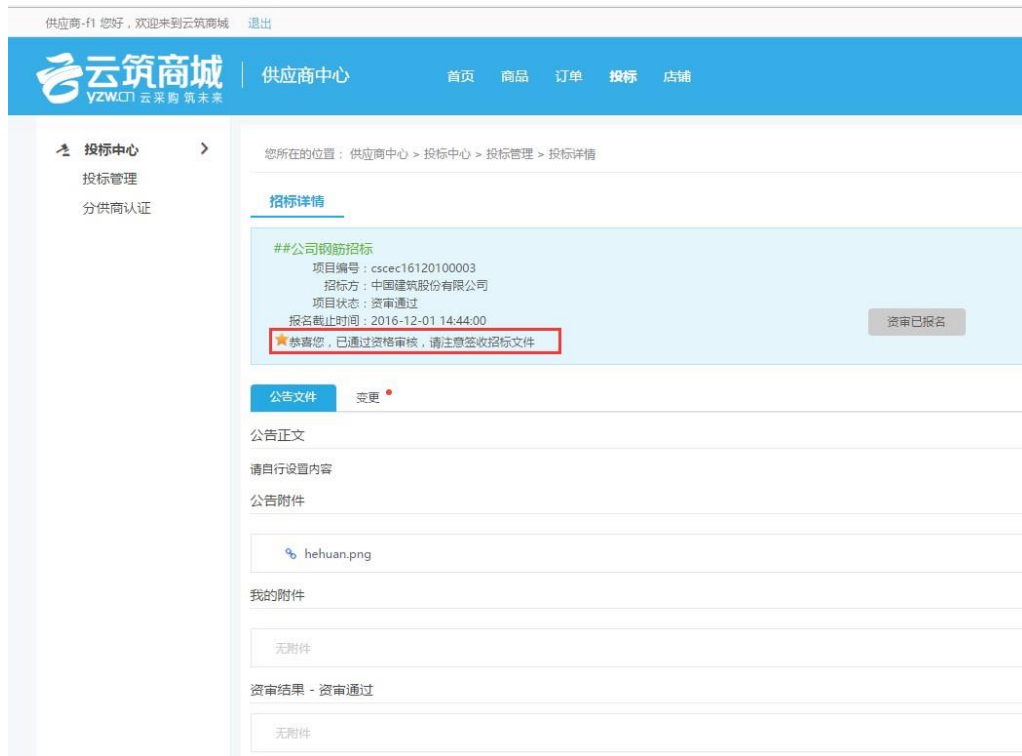 供应商-f1 您好，欢迎来到云筑商城 退出
云筑商城 供应商中心 首页 商品 订单 投标 店铺
yzw.cn 云采购 筑未来
投标中心
投标管理
分供商认证
您所在的位置： 供应商中心 > 投标中心 > 投标管理 > 投标详情
招标详情
##公司钢筋招标
项目编号：cscec16120100003
招标方：中国建筑股份有限公司
项目状态：资审通过
报名截止时间：2016-12-01 14:44:00
资审已报名
恭喜您，已通过资格审核，请注意签收招标文件
公告文件 变更
公告正文
请自行设置内容
公告附件
hehuan.png
我的附件
无附件
资审结果 - 资审通过
无附件